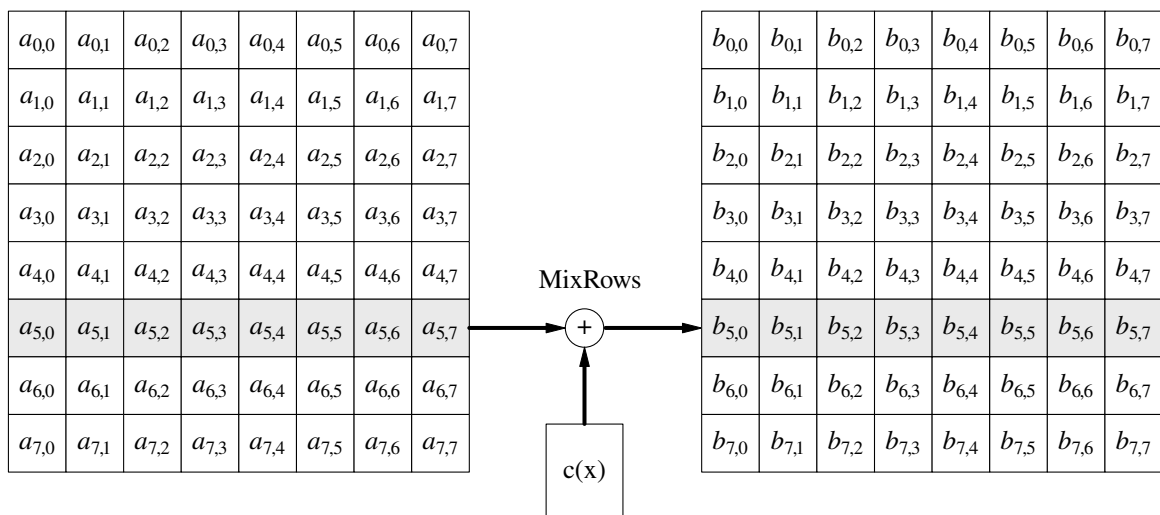 a0,0 a0,1 a0,2 a0,3 a0,4 a0,5 a0,6 a0,7 b0,0 b0,1 b0,2 b0,3 b0,4 b0,5 b0,6 b0,7
a1,0 a1,1 a1,2 a1,3 a1,4 a1,5 a1,6 a1,7 b1,0 b1,1 b1,2 b1,3 b1,4 b1,5 b1,6 b1,7
a2,0 a2,1 a2,2 a2,3 a2,4 a2,5 a2,6 a2,7 b2,0 b2,1 b2,2 b2,3 b2,4 b2,5 b2,6 b2,7
a3,0 a3,1 a3,2 a3,3 a3,4 a3,5 a3,6 a3,7 b3,0 b3,1 b3,2 b3,3 b3,4 b3,5 b3,6 b3,7
a4,0 a4,1 a4,2 a4,3 a4,4 a4,5 a4,6 a4,7 b4,0 b4,1 b4,2 b4,3 b4,4 b4,5 b4,6 b4,7
MixRows
a5,0 a5,1 a5,2 a5,3 a5,4 a5,5 a5,6 a5,7 + b5,0 b5,1 b5,2 b5,3 b5,4 b5,5 b5,6 b5,7
a6,0 a6,1 a6,2 a6,3 a6,4 a6,5 a6,6 a6,7 b6,0 b6,1 b6,2 b6,3 b6,4 b6,5 b6,6 b6,7
a7,0 a7,1 a7,2 a7,3 a7,4 a7,5 a7,6 a7,7 b7,0 b7,1 b7,2 b7,3 b7,4 b7,5 b7,6 b7,7
c(x)